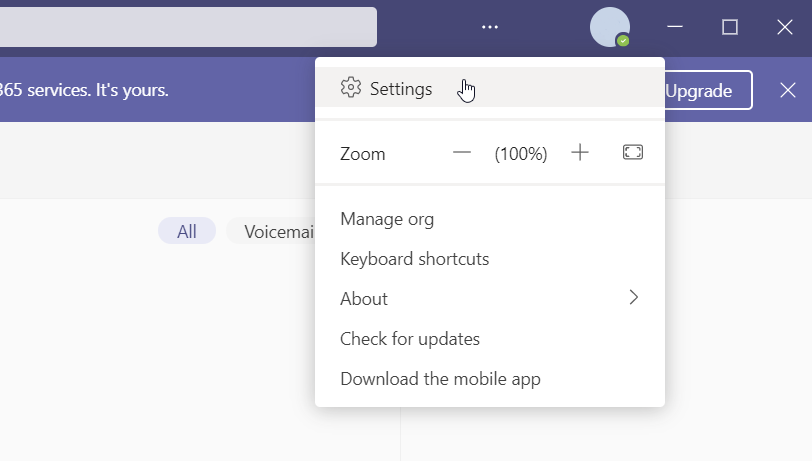 365 services. It's yours.
Upgrade
Settings
Zoom
(100%)
All
Voicemai
Manage org
Keyboard shortcuts
About
Check for updates
Download the mobile app